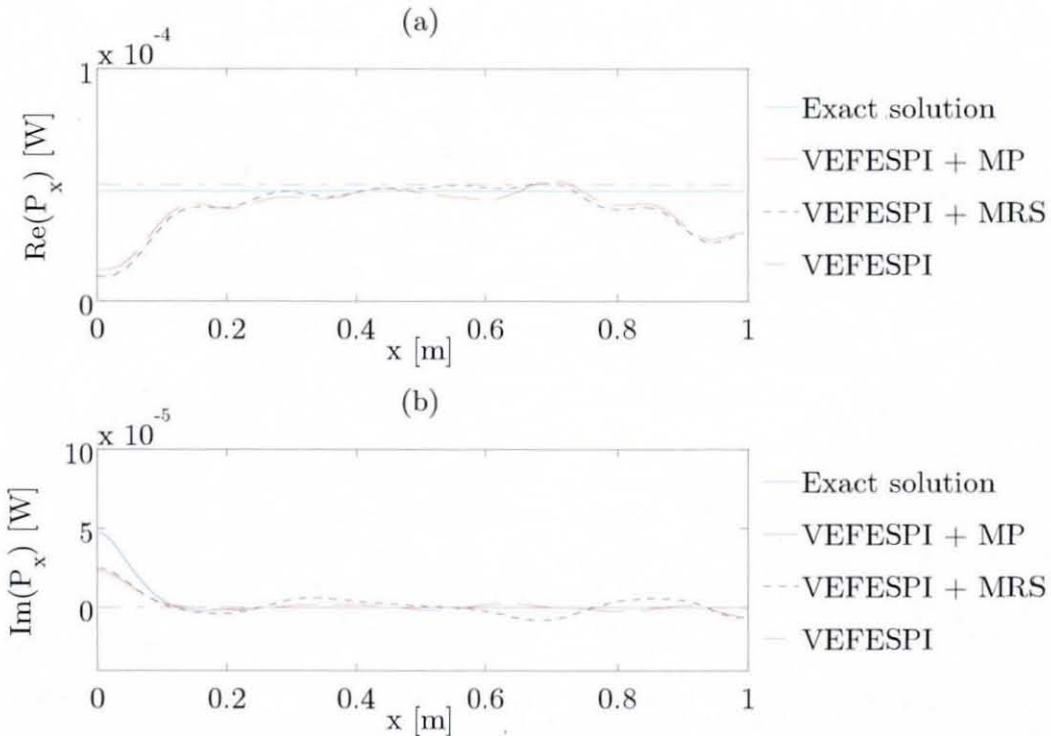 (a)
x 10^-4
1
0
Re(P_x) [W]
0 0.2 0.4 0.6 0.8 1
x [m]
Exact solution
VEFESPI + MP
VEFESPI + MRS
VEFESPI
(b)
x 10^-5
10
5
0
Im(P_x) [W]
0 0.2 0.4 0.6 0.8 1
x [m]
Exact solution
VEFESPI + MP
VEFESPI + MRS
VEFESPI